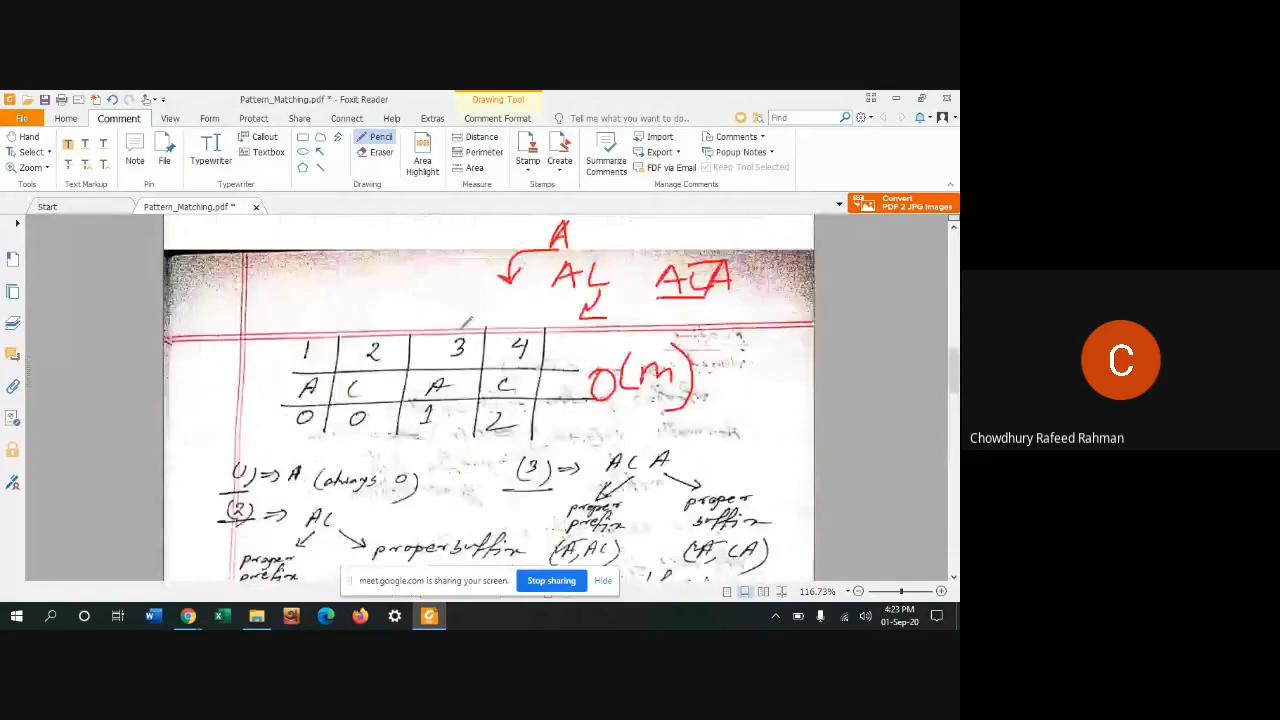 Pattern_Matching.pdf * - Foxit Reader
Drawing Tool
File Home Comment View Form Protect Share Connect Extras Comment Format Tell me what you want to do.. Find
Hand
Select
Zoom
Tools
Text Markup
Note
File
Pin
Typewriter
Callout
Textbox
Typewriter
Pencil
Eraser
Drawing
Area Highlight
Distance
Perimeter
Area
Measure
Stamp
Create
Stamps
Summarize Comments
Import
Export
FDF via Email
Comments
Popup Notes
Keep Tool Selected
Manage Comments
Start
Pattern_Matching.pdf *
Convert
PDF 2 JPG Images
A
AC ACA
1 2 3 4
A C A C
0 0 1 2
O(m)
(1) => A (always 0)
(2) => AC
proper prefix
proper suffix
(3) => ACA
proper prefix
proper suffix
(A, AC)
(A, CA)
meet.google.com is sharing your screen. Stop sharing Hide
116.73%
4:23 PM
01-Sep-20
C
Chowdhury Rafeed Rahman